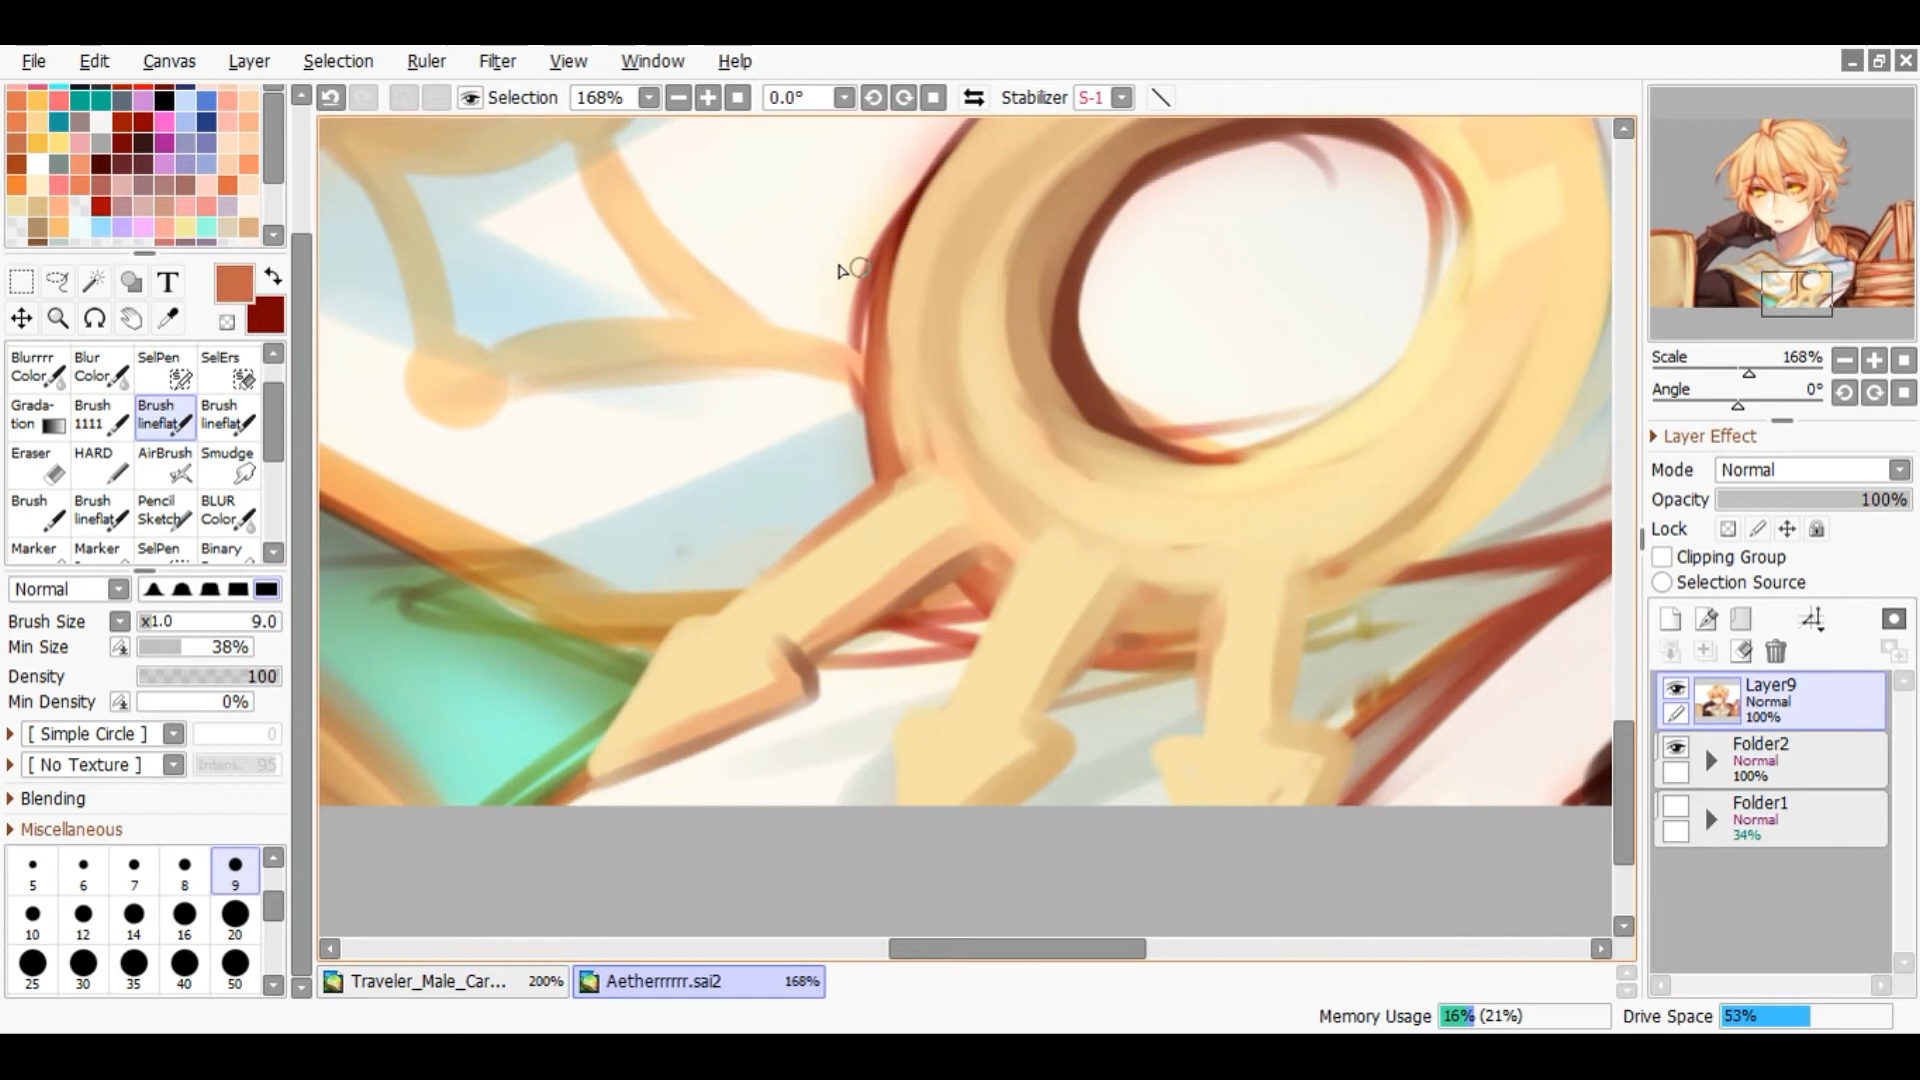 File Edit Canvas Layer Selection Ruler Filter View Window Help
Selection 168% 0.0° Stabilizer S-1
T
Blurrrr Color Blur Color SelPen SelErs
Grada-tion Brush 1111 Brush lineflat Brush lineflat
Eraser HARD AirBrush Smudge
Brush Brush lineflat Pencil Sketch BLUR Color
Marker Marker SelPen Binary
Normal
Brush Size x1.0 9.0
Min Size 38%
Density 100
Min Density 0%
[ Simple Circle ] 0
[ No Texture ] Intens. 95
Blending
Miscellaneous
5 6 7 8 9
10 12 14 16 20
25 30 35 40 50
Traveler_Male_Car... 200% Aetherrrrrr.sai2 168%
Scale 168%
Angle 0°
Layer Effect
Mode Normal
Opacity 100%
Lock
Clipping Group
Selection Source
Layer9
Normal
100%
Folder2
Normal
100%
Folder1
Normal
34%
Memory Usage 16% (21%) Drive Space 53%